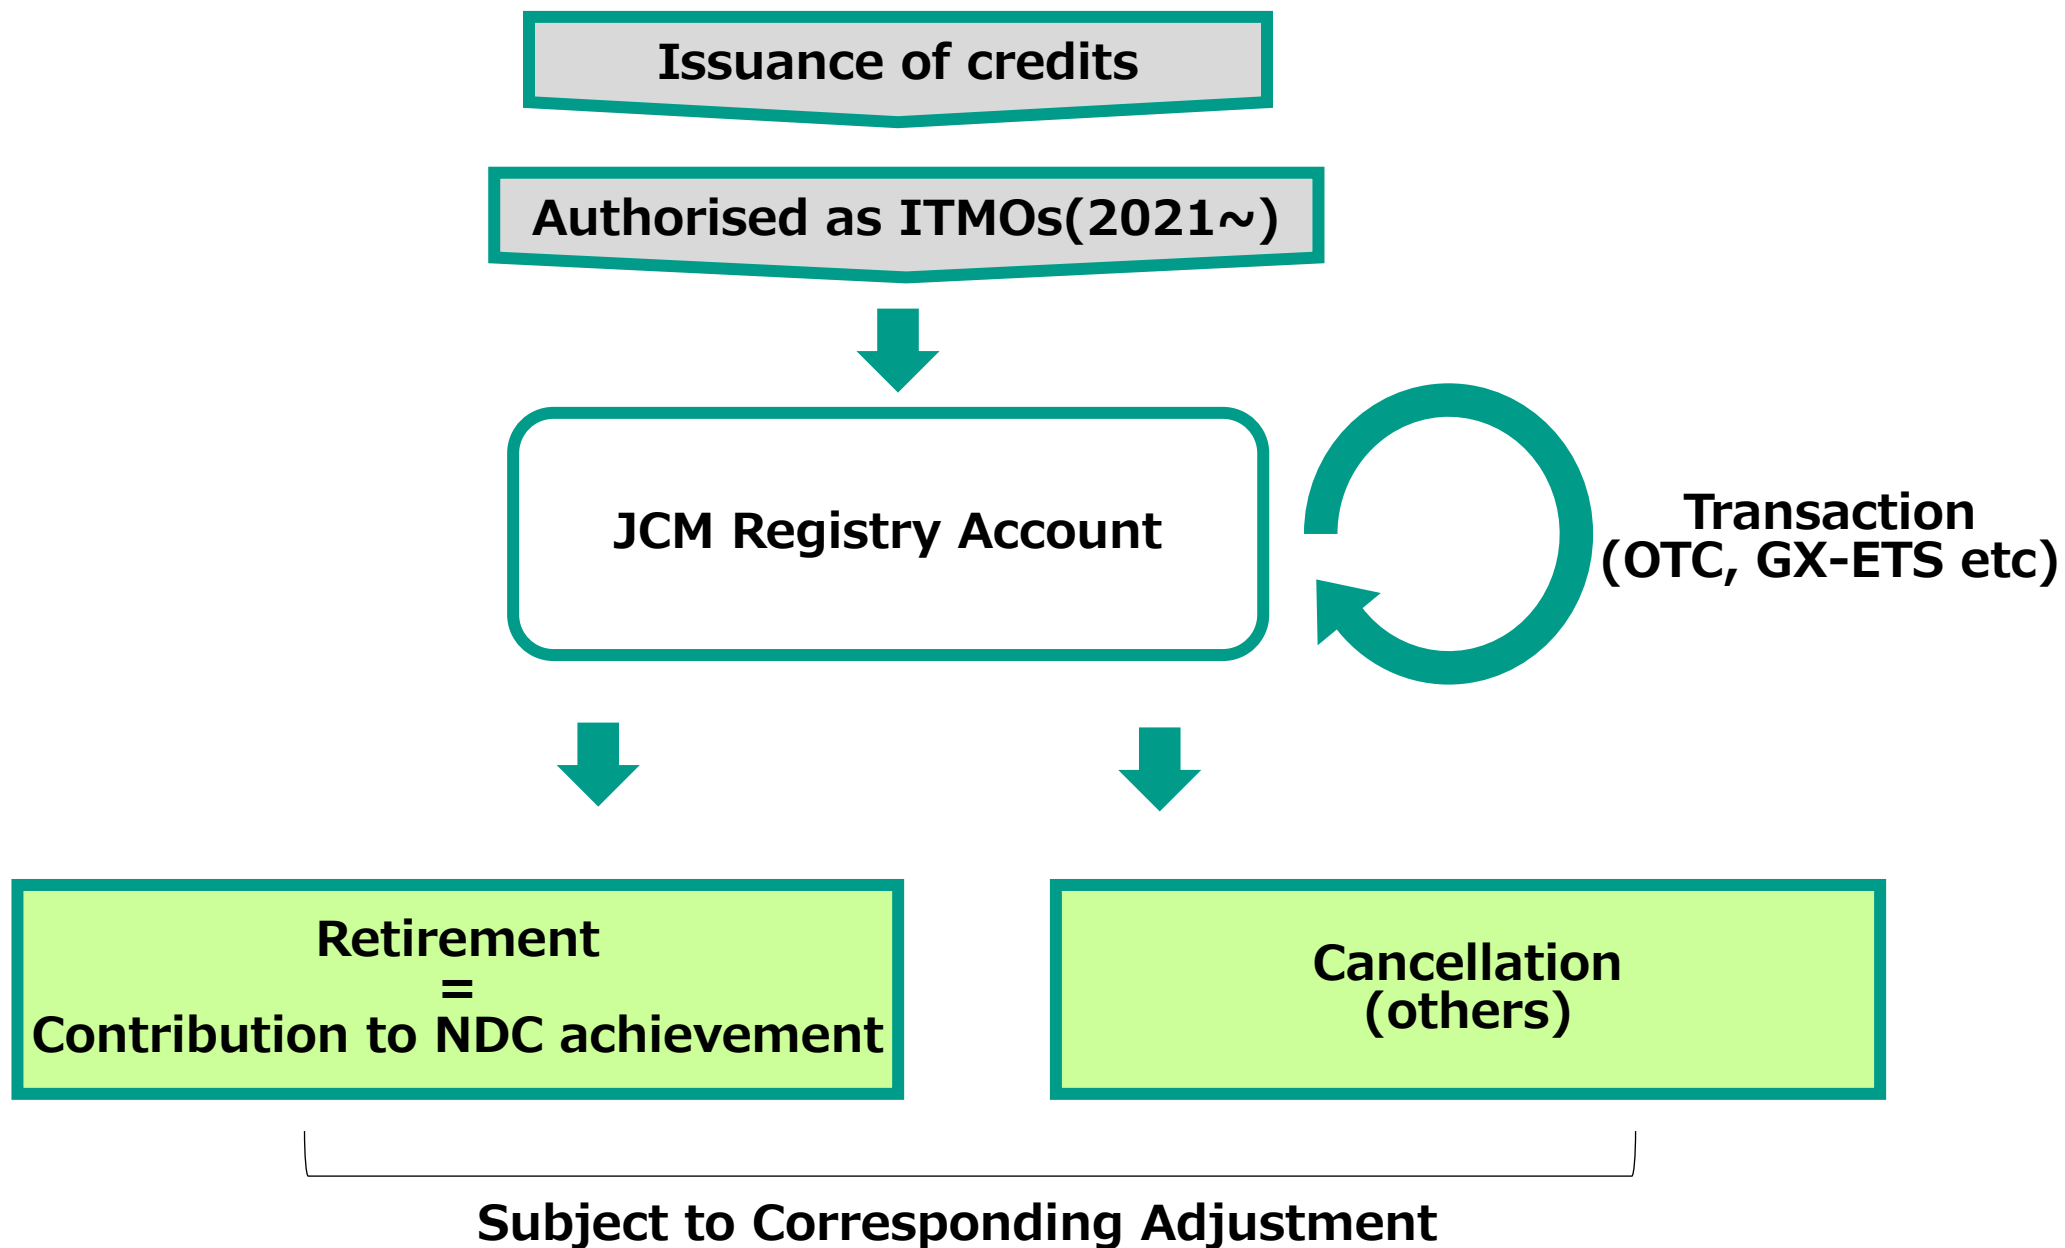 Issuance of credits
Authorised as ITMOs(2021~)
JCM Registry Account
Transaction
(OTC, GX-ETS etc)
Retirement
=
Contribution to NDC achievement
Cancellation
(others)
Subject to Corresponding Adjustment